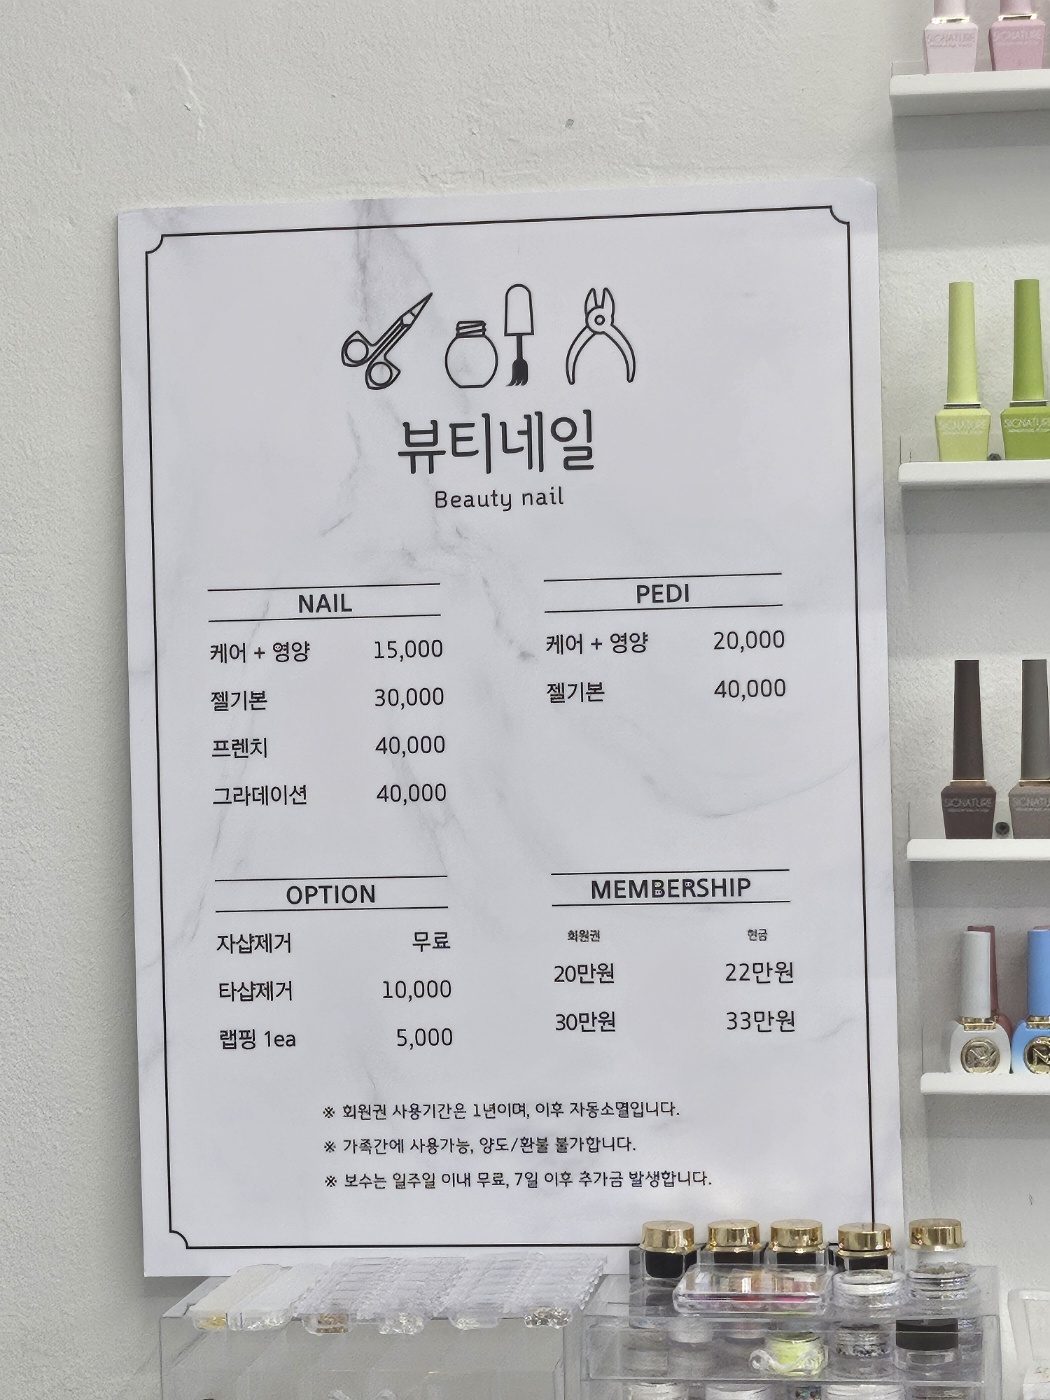 뷰티네일
Beauty nail
NAIL
케어 + 영양 15,000
젤기본 30,000
프렌치 40,000
그라데이션 40,000
PEDI
케어 + 영양 20,000
젤기본 40,000
OPTION
자샵제거 무료
타샵제거 10,000
랩핑 1ea 5,000
MEMBERSHIP
회원권 현금
20만원 22만원
30만원 33만원
※ 회원권 사용기간은 1년이며, 이후 자동소멸입니다.
※ 가족간에 사용가능, 양도/환불 불가합니다.
※ 보수는 일주일 이내 무료, 7일 이후 추가금 발생합니다.
SIGNATURE
SIGNATURE
SIGNATURE
SIGNATURE
SIGNATURE
SIGNATURE